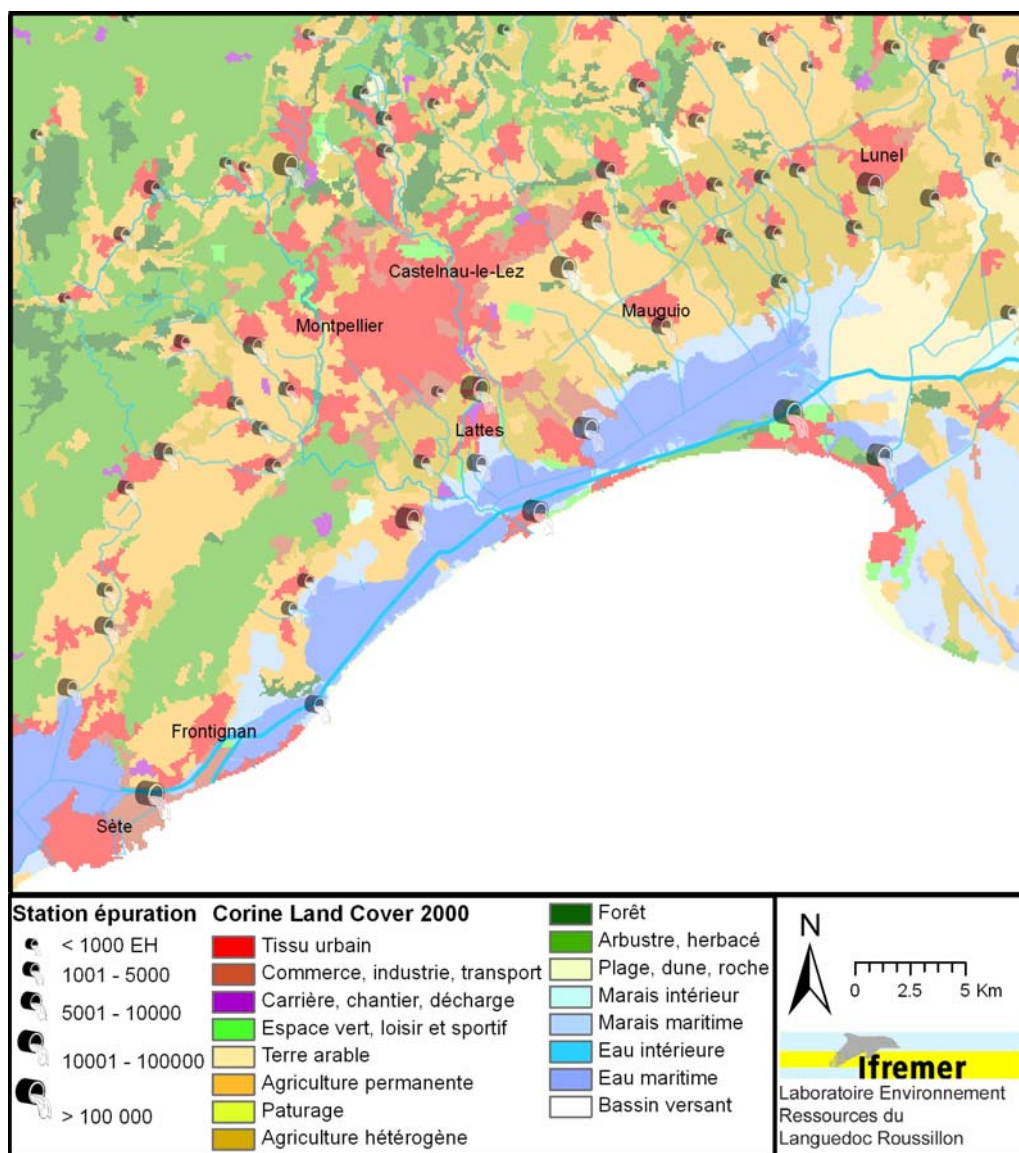 Lunel
Castelnau-le-Lez
Montpellier
Mauguio
Lattes
Frontignan
Sète
Station épuration
< 1000 EH
1001 - 5000
5001 - 10000
10001 - 100000
> 100 000
Corine Land Cover 2000
Tissu urbain
Commerce, industrie, transport
Carrière, chantier, décharge
Espace vert, loisir et sportif
Terre arable
Agriculture permanente
Paturage
Agriculture hétérogène
Forêt
Arbustre, herbacé
Plage, dune, roche
Marais intérieur
Marais maritime
Eau intérieure
Eau maritime
Bassin versant
N
0 2.5 5 Km
Ifremer
Laboratoire Environement
Ressources du
Languedoc Roussillon